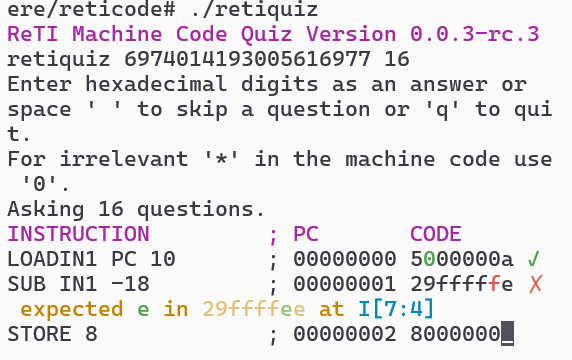 ere/reticode# ./retiquiz
ReTI Machine Code Quiz Version 0.0.3-rc.3
retiquiz 6974014193005616977 16
Enter hexadecimal digits as an answer or
space ' ' to skip a question or 'q' to qui
t.
For irrelevant '*' in the machine code use
 '0'.
Asking 16 questions.
INSTRUCTION         ; PC       CODE
LOADIN1 PC 10       ; 00000000 5000000a ✓
SUB IN1 -18         ; 00000001 29fffffe ✗
 expected e in 29ffffee at I[7:4]
STORE 8             ; 00000002 8000000_